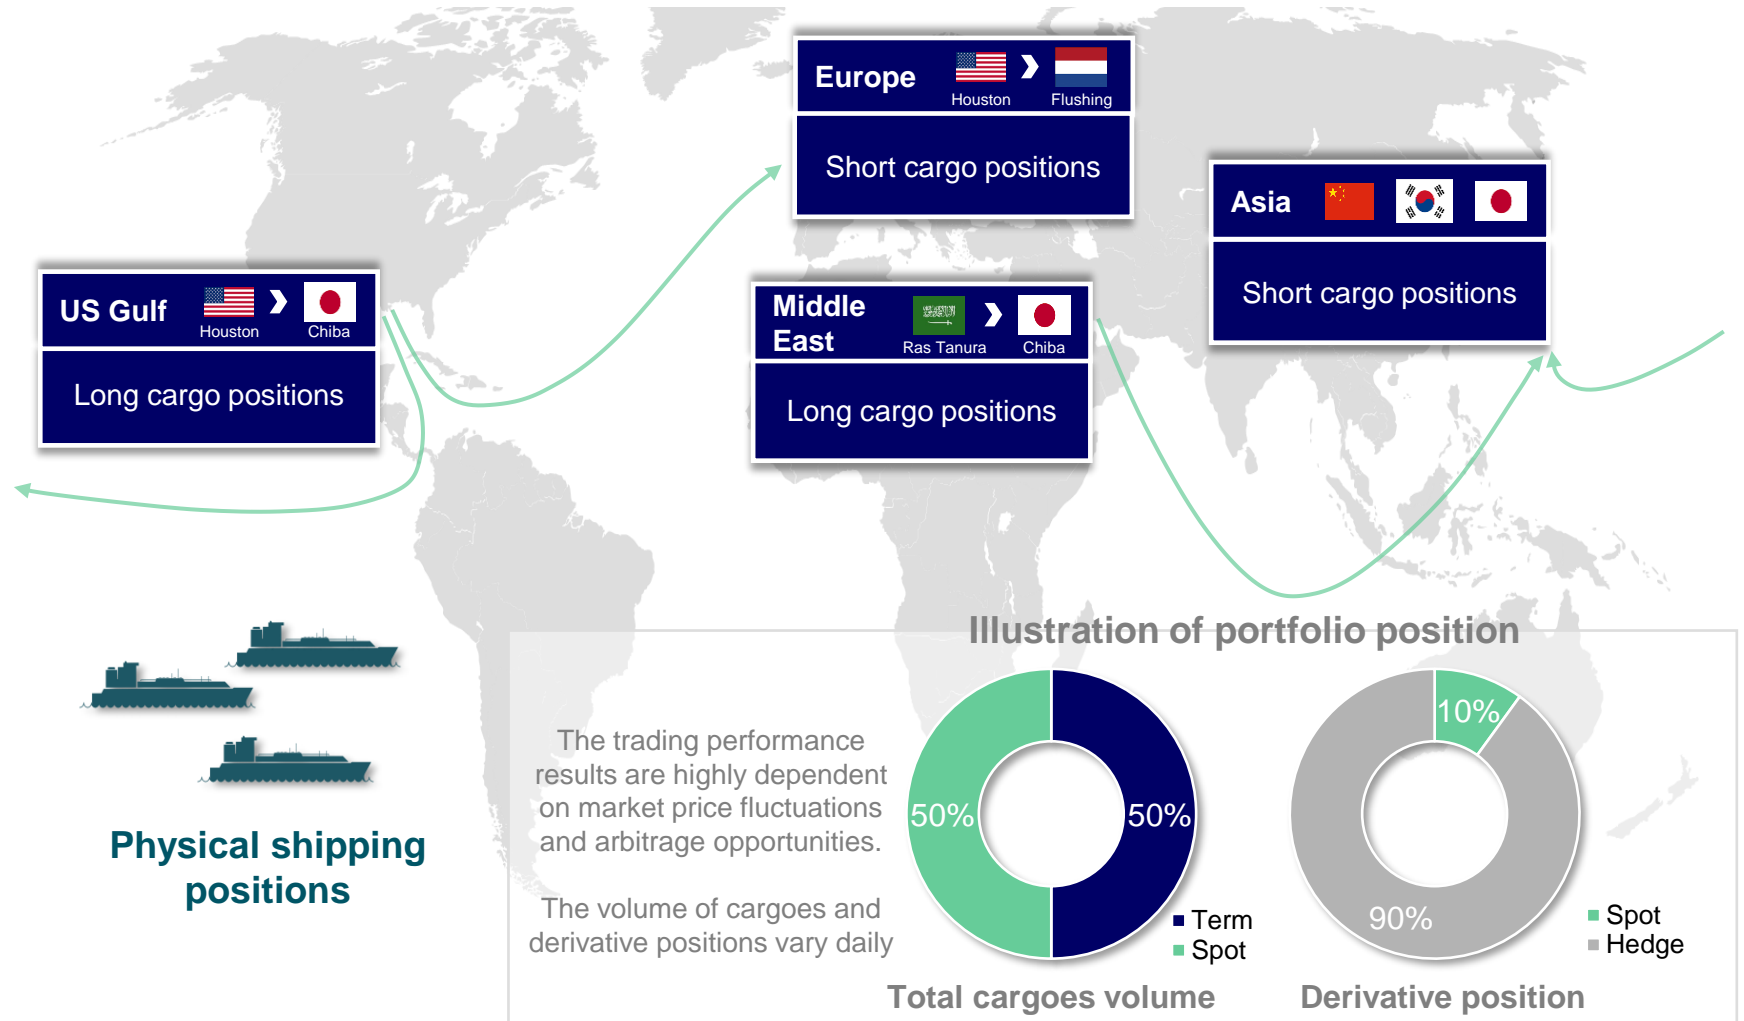 Europe
Houston
Flushing
Short cargo positions
Asia
Short cargo positions
US Gulf
Houston
Chiba
Long cargo positions
Middle
East
Ras Tanura
Chiba
Long cargo positions
Physical shipping
positions
Illustration of portfolio position
The trading performance
results are highly dependent
on market price fluctuations
and arbitrage opportunities.
The volume of cargoes and
derivative positions vary daily
50%
50%
Term
Spot
Total cargoes volume
10%
90%
Spot
Hedge
Derivative position